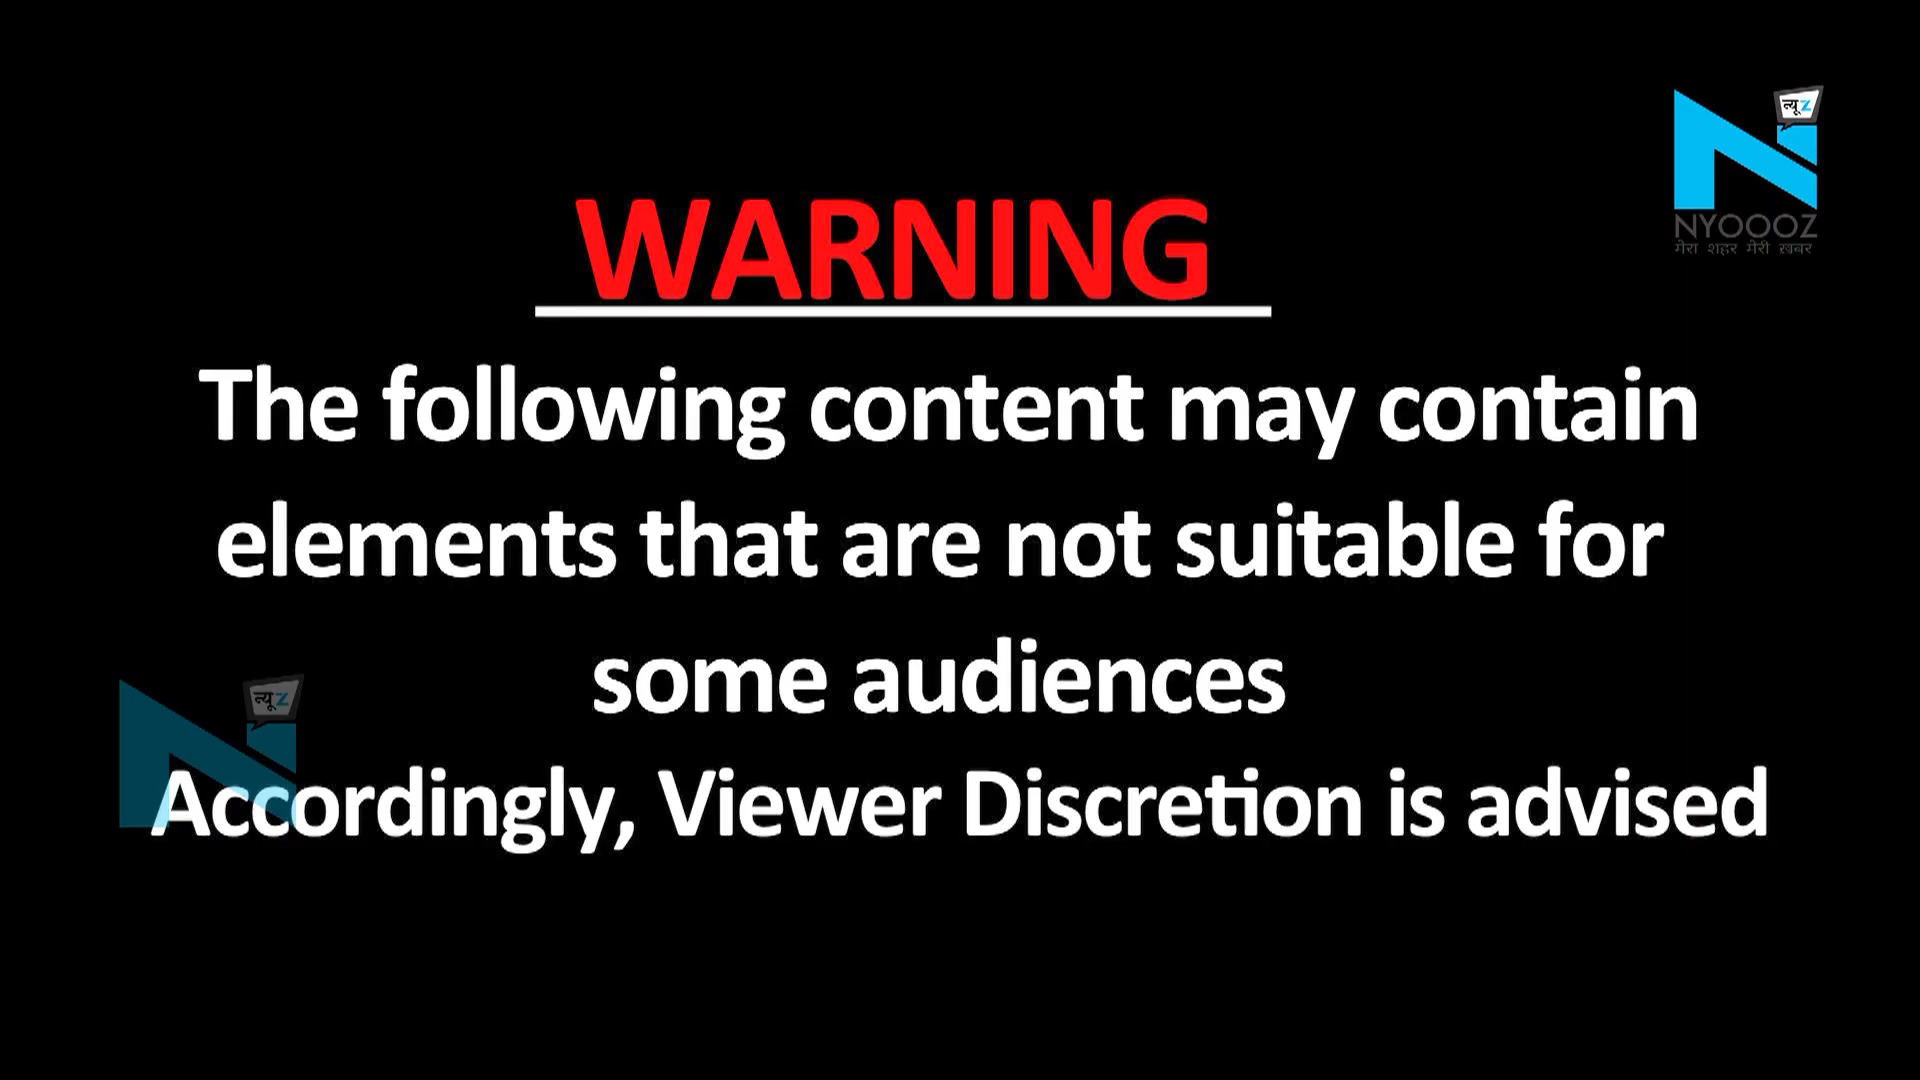 न्यूz
NYOOOZ
मेरा शहर मेरी ख़बर
WARNING
The following content may contain
elements that are not suitable for
some audiences
न्यूz
Accordingly, Viewer Discretion is advised